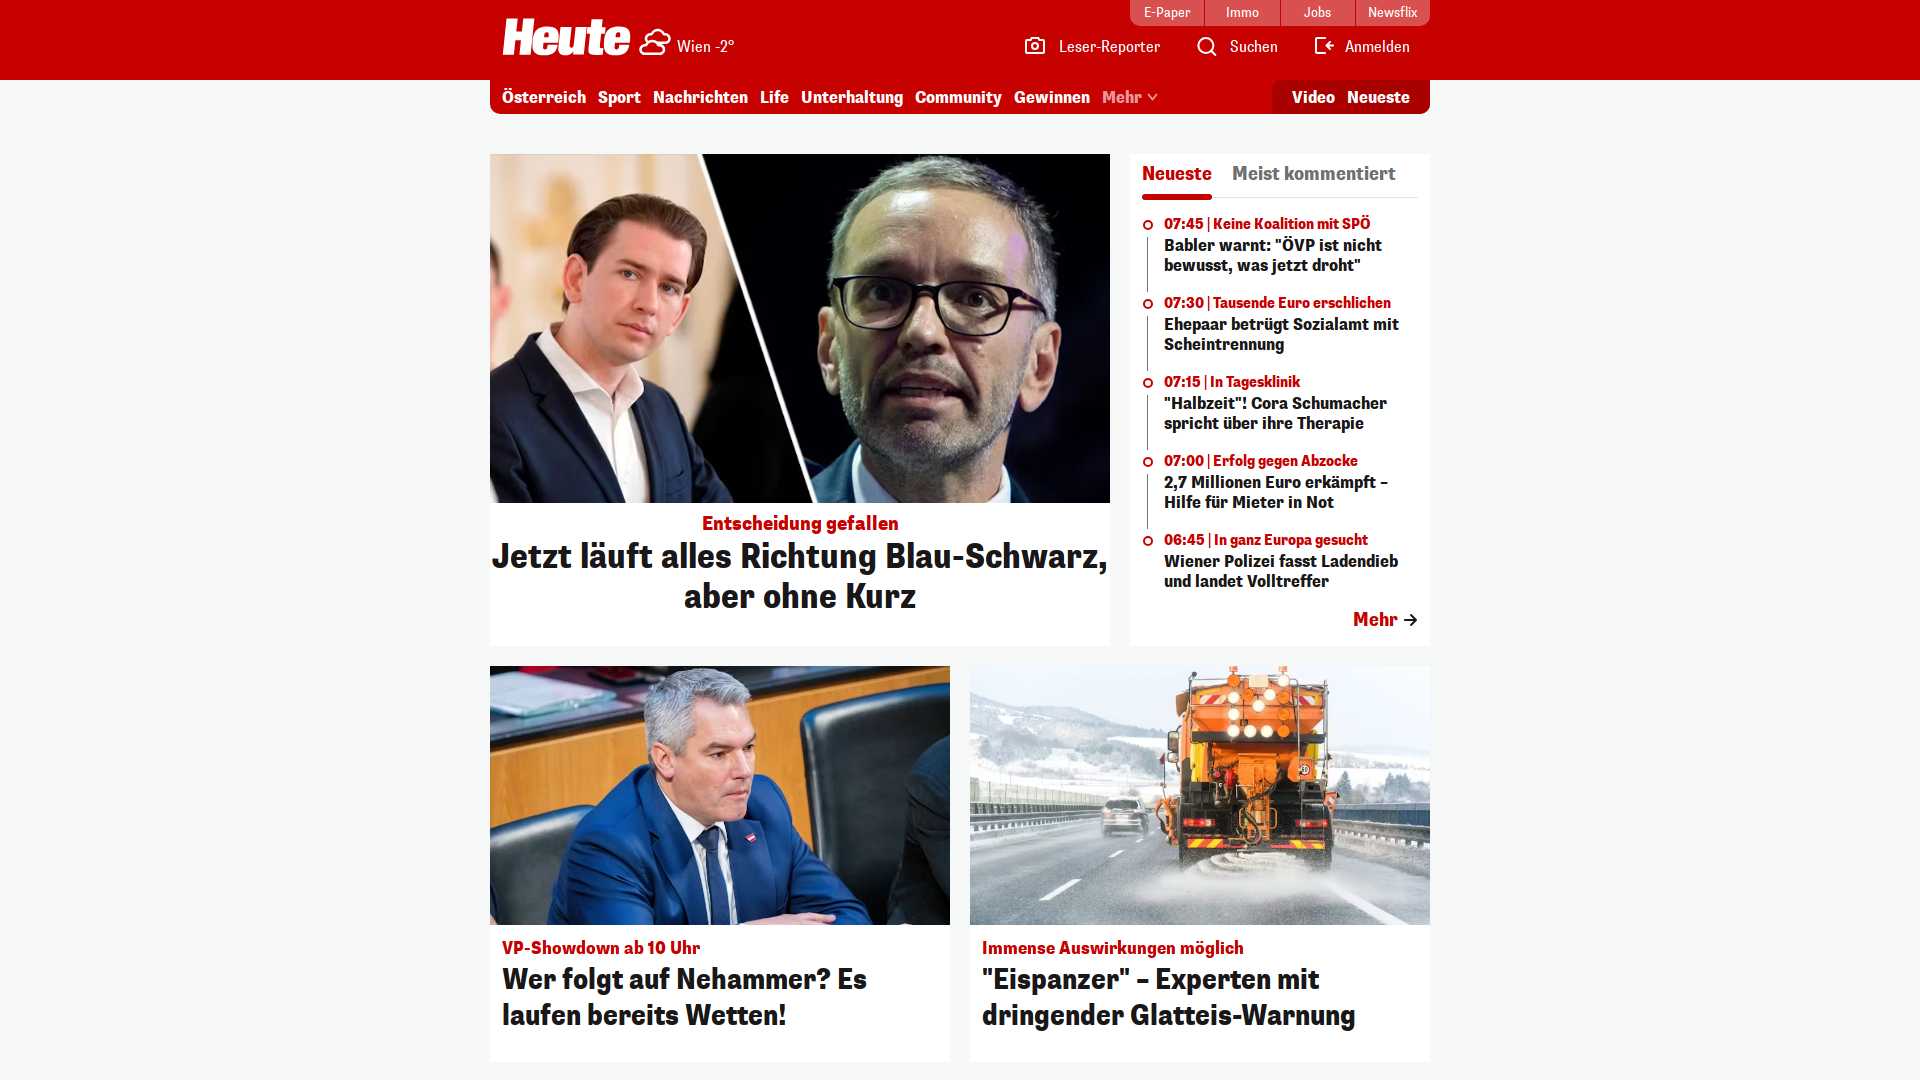 E-Paper
Immo
Jobs
Newsflix
Heute
Wien -2°
Leser-Reporter
Suchen
Anmelden
Österreich
Sport
Nachrichten
Life
Unterhaltung
Community
Gewinnen
Mehr
Video
Neueste
Entscheidung gefallen
Jetzt läuft alles Richtung Blau-Schwarz,
aber ohne Kurz
Neueste
Meist kommentiert
07:45 | Keine Koalition mit SPÖ
Babler warnt: "ÖVP ist nicht
bewusst, was jetzt droht"
07:30 | Tausende Euro erschlichen
Ehepaar betrügt Sozialamt mit
Scheintrennung
07:15 | In Tagesklinik
"Halbzeit"! Cora Schumacher
spricht über ihre Therapie
07:00 | Erfolg gegen Abzocke
2,7 Millionen Euro erkämpft –
Hilfe für Mieter in Not
06:45 | In ganz Europa gesucht
Wiener Polizei fasst Ladendieb
und landet Volltreffer
Mehr
VP-Showdown ab 10 Uhr
Wer folgt auf Nehammer? Es
laufen bereits Wetten!
Immense Auswirkungen möglich
"Eispanzer" – Experten mit
dringender Glatteis-Warnung